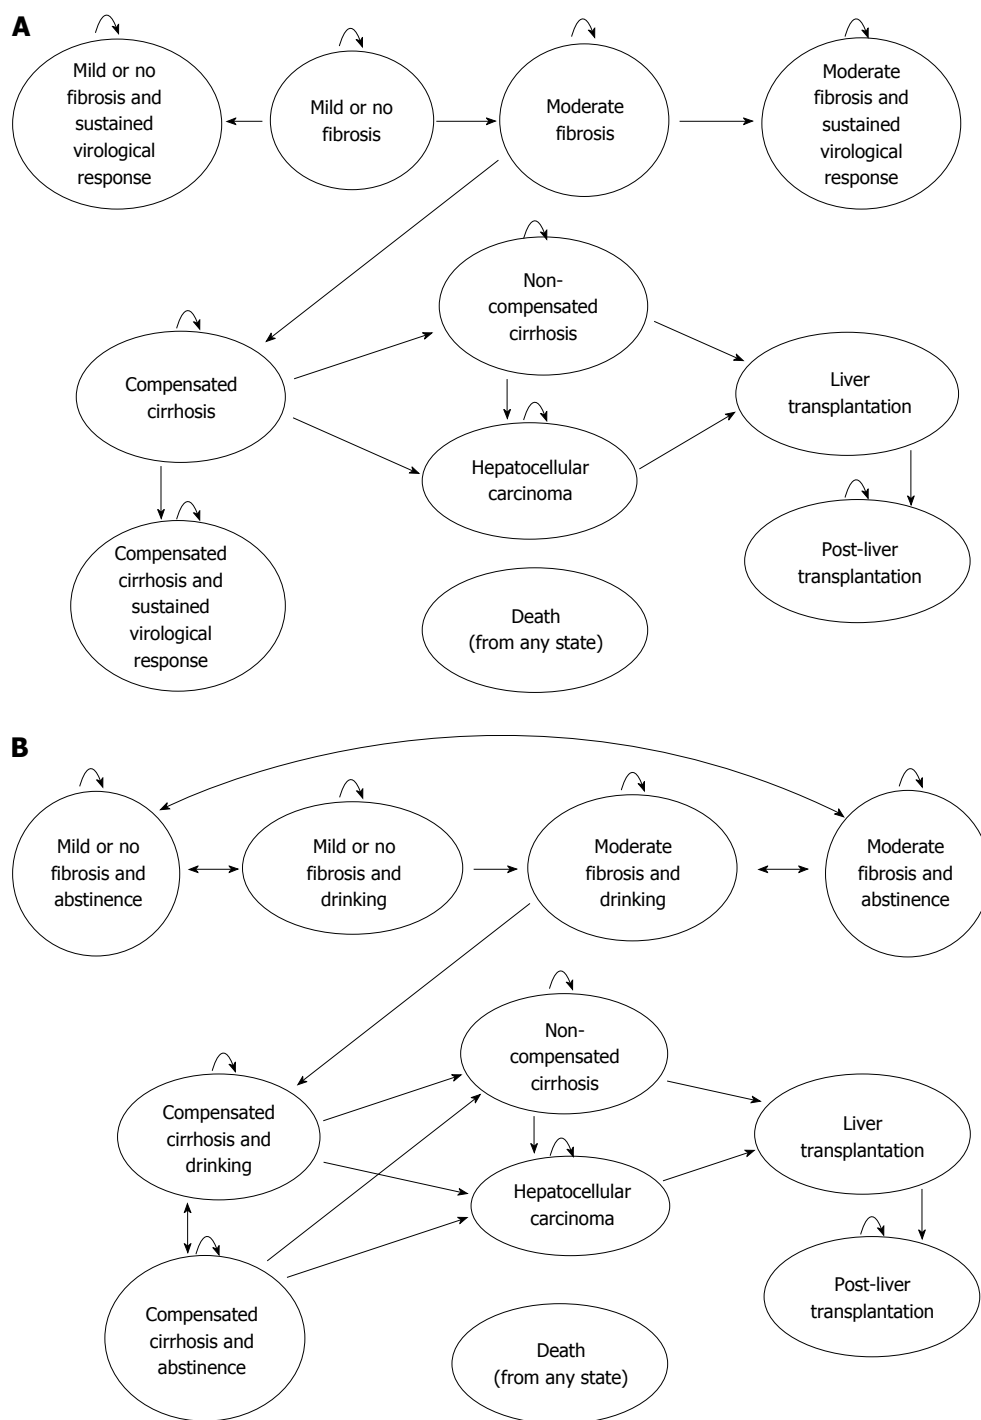 A
Mild or no
fibrosis and
sustained
virological
response
Mild or no
fibrosis
Moderate
fibrosis
Moderate
fibrosis and
sustained
virological
response
Non-
compensated
cirrhosis
Compensated
cirrhosis
Liver
transplantation
Hepatocellular
carcinoma
Compensated
cirrhosis and
sustained
virological
response
Post-liver
transplantation
Death
(from any state)
B
Mild or no
fibrosis and
abstinence
Mild or no
fibrosis and
drinking
Moderate
fibrosis and
drinking
Moderate
fibrosis and
abstinence
Non-
compensated
cirrhosis
Compensated
cirrhosis and
drinking
Liver
transplantation
Hepatocellular
carcinoma
Compensated
cirrhosis and
abstinence
Post-liver
transplantation
Death
(from any state)